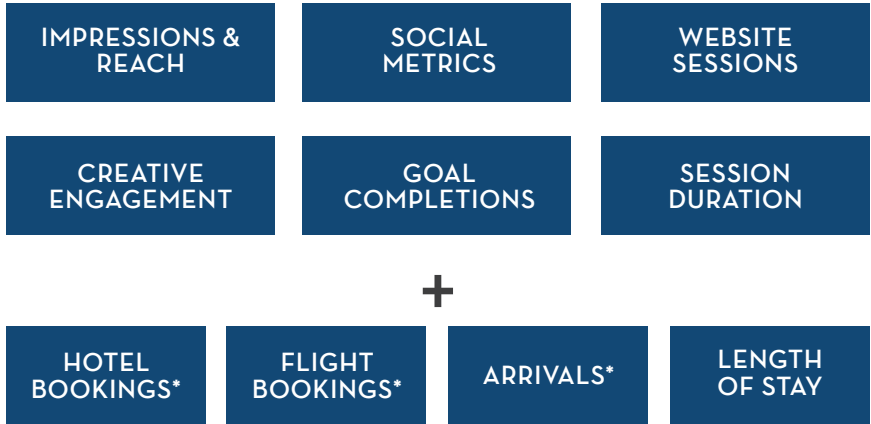 IMPRESSIONS &
REACH
SOCIAL
METRICS
WEBSITE
SESSIONS
CREATIVE
ENGAGEMENT
GOAL
COMPLETIONS
SESSION
DURATION
+
HOTEL
BOOKINGS*
FLIGHT
BOOKINGS*
ARRIVALS*
LENGTH
OF STAY